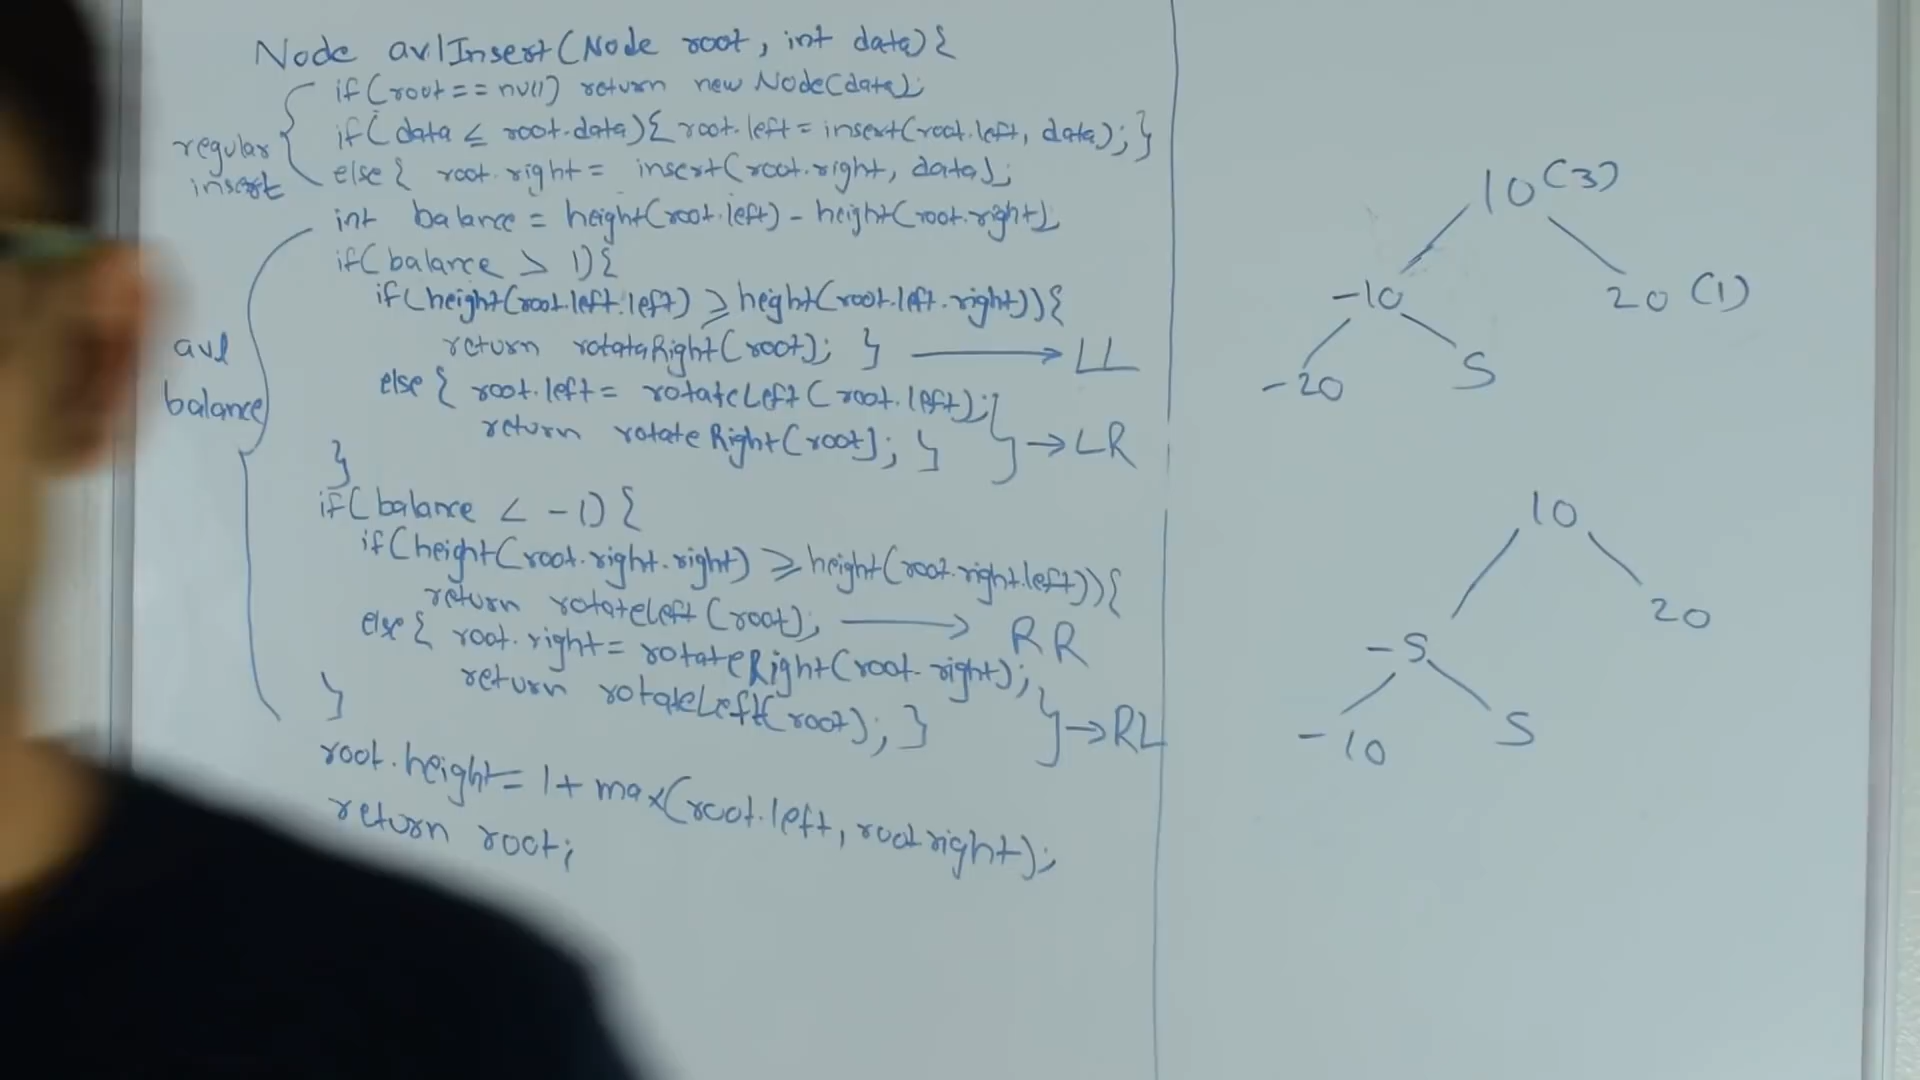 Node avlInsert(Node root, int data){
if(root == null) return new Node(data);
if(data ≤ root.data){ root.left = insert(root.left, data); }
else { root.right = insert(root.right, data);
regular
insert
int balance = height(root.left) - height(root.right);
if(balance > 1){
if(height(root.left.left) ≥ height(root.left.right)){
return rotataRight(root); } → LL
else { root.left = rotateLeft(root.left);
return rotateRight(root); } } → LR
}
avl
balance
if(balance < -1) {
if(height(root.right.right) ≥ height(root.right.left)){
return rotateLeft(root); → RR
else { root.right = rotateRight(root.right);
return rotateLeft(root); } } → RL
}
root.height = 1 + max(root.left, root.right);
return root;
10 (3)
-10 20 (1)
-20 5
10
20
-5
-10 5